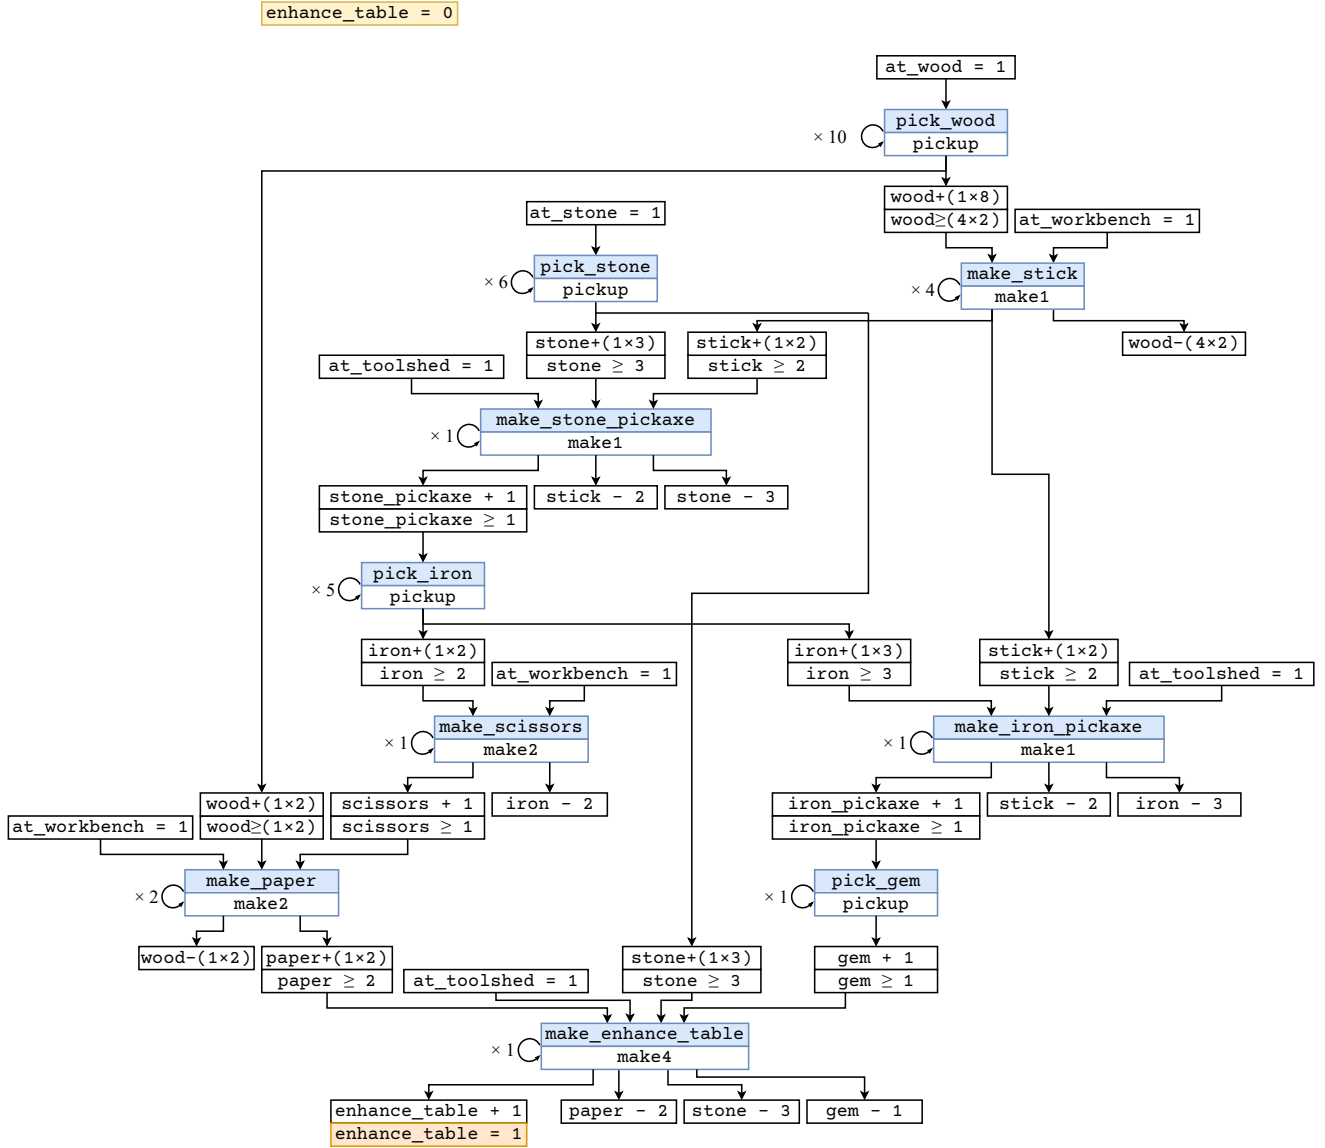 enhance_table = 0
at_wood = 1
pick_wood
× 10
pickup
wood+(1×8)
wood≥(4×2)
at_workbench = 1
at_stone = 1
pick_stone
× 6
pickup
make_stick
× 4
make1
stone+(1×3)
stone ≥ 3
stick+(1×2)
stick ≥ 2
wood−(4×2)
at_toolshed = 1
make_stone_pickaxe
× 1
make1
stone_pickaxe + 1
stone_pickaxe ≥ 1
stick − 2
stone − 3
pick_iron
× 5
pickup
iron+(1×2)
iron ≥ 2
at_workbench = 1
iron+(1×3)
iron ≥ 3
stick+(1×2)
stick ≥ 2
at_toolshed = 1
make_scissors
× 1
make2
make_iron_pickaxe
× 1
make1
at_workbench = 1
wood+(1×2)
wood≥(1×2)
scissors + 1
scissors ≥ 1
iron − 2
iron_pickaxe + 1
iron_pickaxe ≥ 1
stick − 2
iron − 3
make_paper
× 2
make2
pick_gem
× 1
pickup
wood−(1×2)
paper+(1×2)
paper ≥ 2
at_toolshed = 1
stone+(1×3)
stone ≥ 3
gem + 1
gem ≥ 1
make_enhance_table
× 1
make4
enhance_table + 1
enhance_table = 1
paper − 2
stone − 3
gem − 1